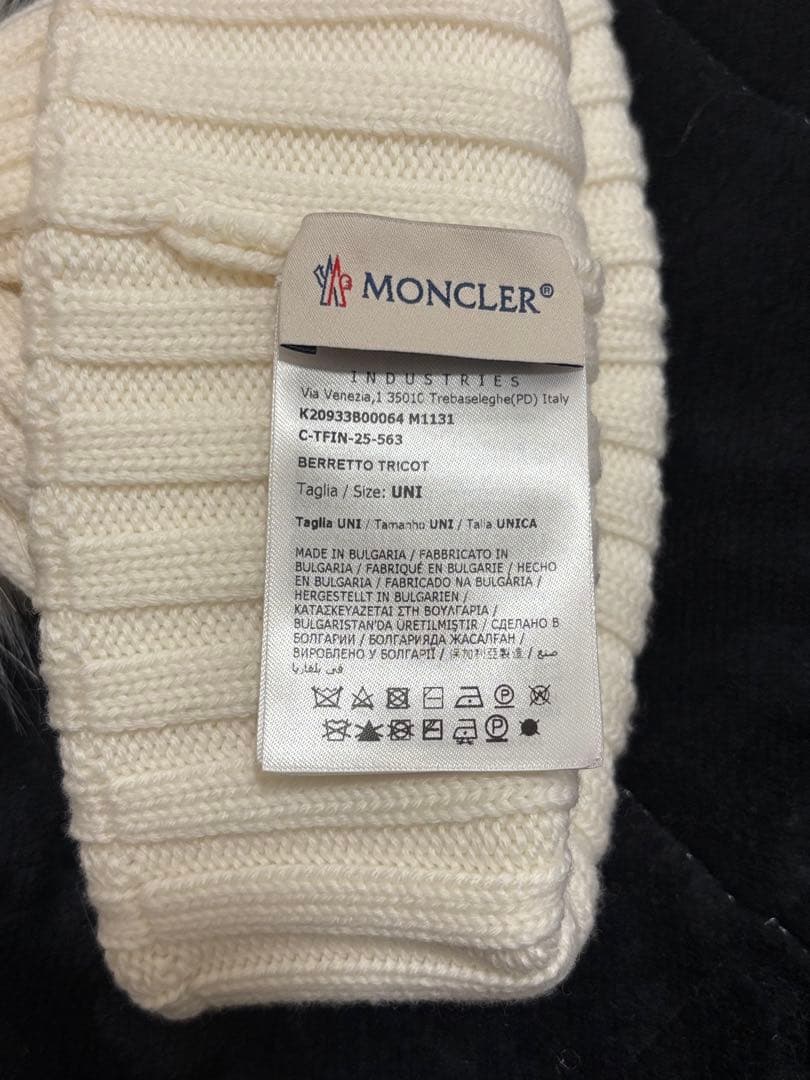 MONCLER®
INDUSTRIES
Via Venezia,1 35010 Trebaseleghe(PD) Italy
K20933B00064 M1131
C-TFIN-25-563
BERRETTO TRICOT
Taglia / Size: UNI
Taglia UNI / Tamanho UNI / Talla UNICA
MADE IN BULGARIA / FABBRICATO IN
BULGARIA / FABRIQUÉ EN BULGARIE / HECHO
EN BULGARIA / FABRICADO NA BULGÁRIA /
HERGESTELLT IN BULGARIEN /
ΚΑΤΑΣΚΕΥΑΖΕΤΑΙ ΣΤΗ ΒΟΥΛΓΑΡΙΑ /
BULGARISTAN'DA ÜRETILMIŞTIR / СДЕЛАНО В
БОЛГАРИИ / БОЛГАРИЯДА ЖАСАЛҒАН /
ВИРОБЛЕНО У БОЛГАРІЇ / 保加利亞製造 / صنع
في بلغاريا